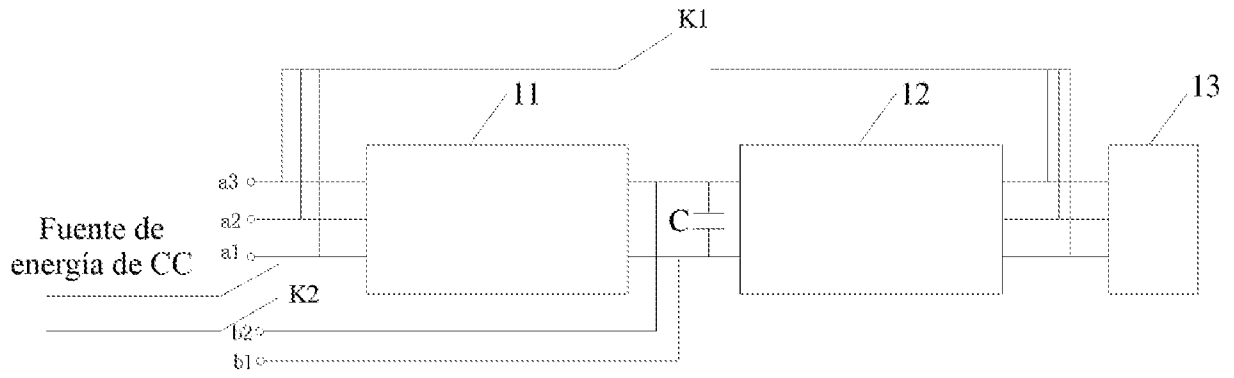 K1
11
12
13
a3
a2
a1
C
Fuente de
energía de CC
K2
b2
b1